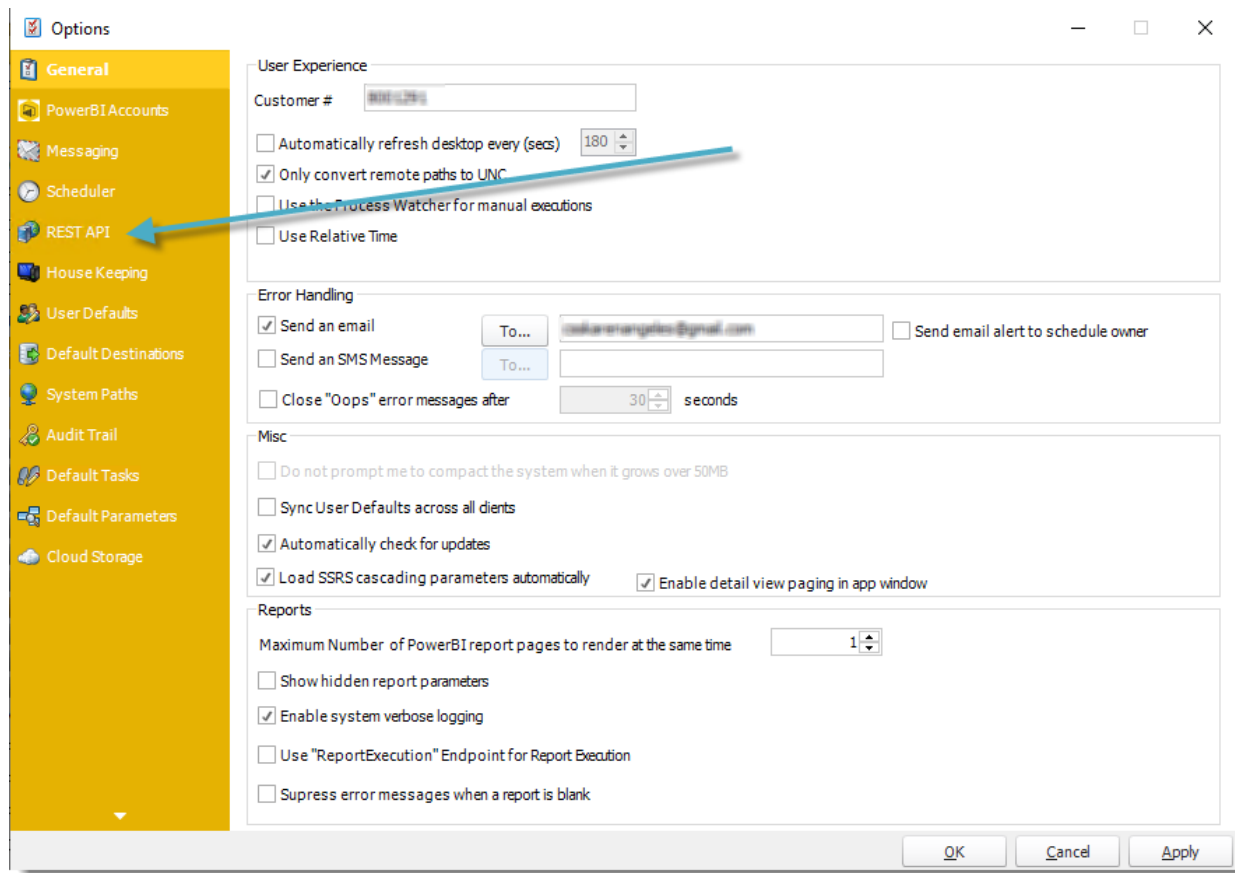 Options
General
PowerBI Accounts
Messaging
Scheduler
REST API
House Keeping
User Defaults
Default Destinations
System Paths
Audit Trail
Default Tasks
Default Parameters
Cloud Storage
User Experience
Customer #
Automatically refresh desktop every (secs) 180
Only convert remote paths to UNC
Use the Process Watcher for manual executions
Use Relative Time
Error Handling
Send an email To... Send email alert to schedule owner
Send an SMS Message To...
Close "Oops" error messages after 30 seconds
Misc
Do not prompt me to compact the system when it grows over 50MB
Sync User Defaults across all clients
Automatically check for updates
Load SSRS cascading parameters automatically Enable detail view paging in app window
Reports
Maximum Number of PowerBI report pages to render at the same time 1
Show hidden report parameters
Enable system verbose logging
Use "ReportExecution" Endpoint for Report Execution
Supress error messages when a report is blank
OK Cancel Apply